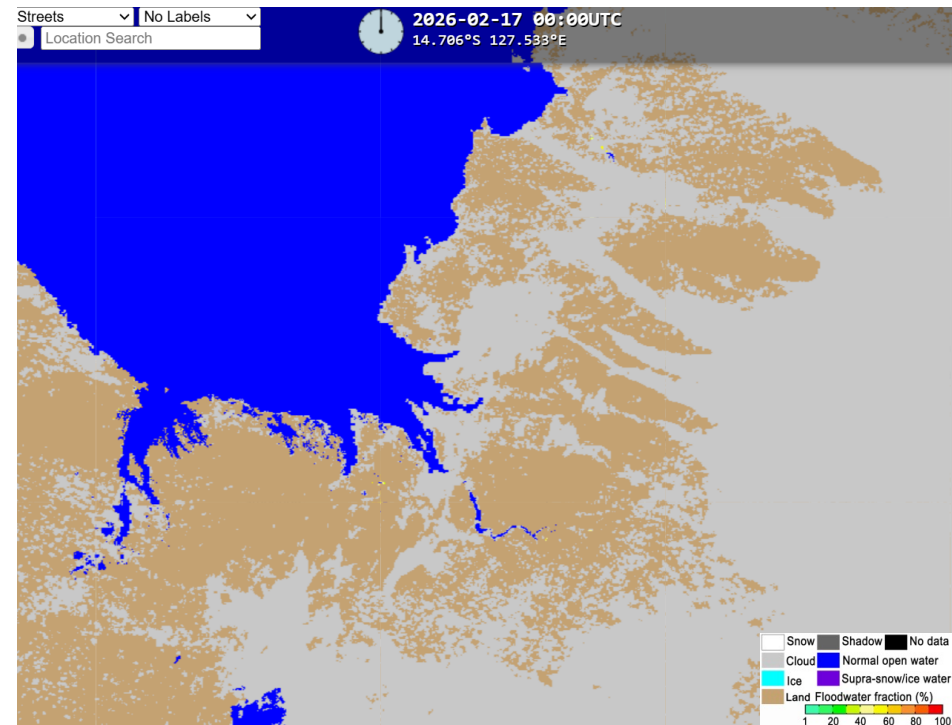 Streets No Labels
2026-02-17 00:00UTC
Location Search
14.706°S 127.533°E
Snow Shadow No data
Cloud Normal open water
Ice Supra-snow/ice water
Land Floodwater fraction (%)
1 20 40 60 80 100